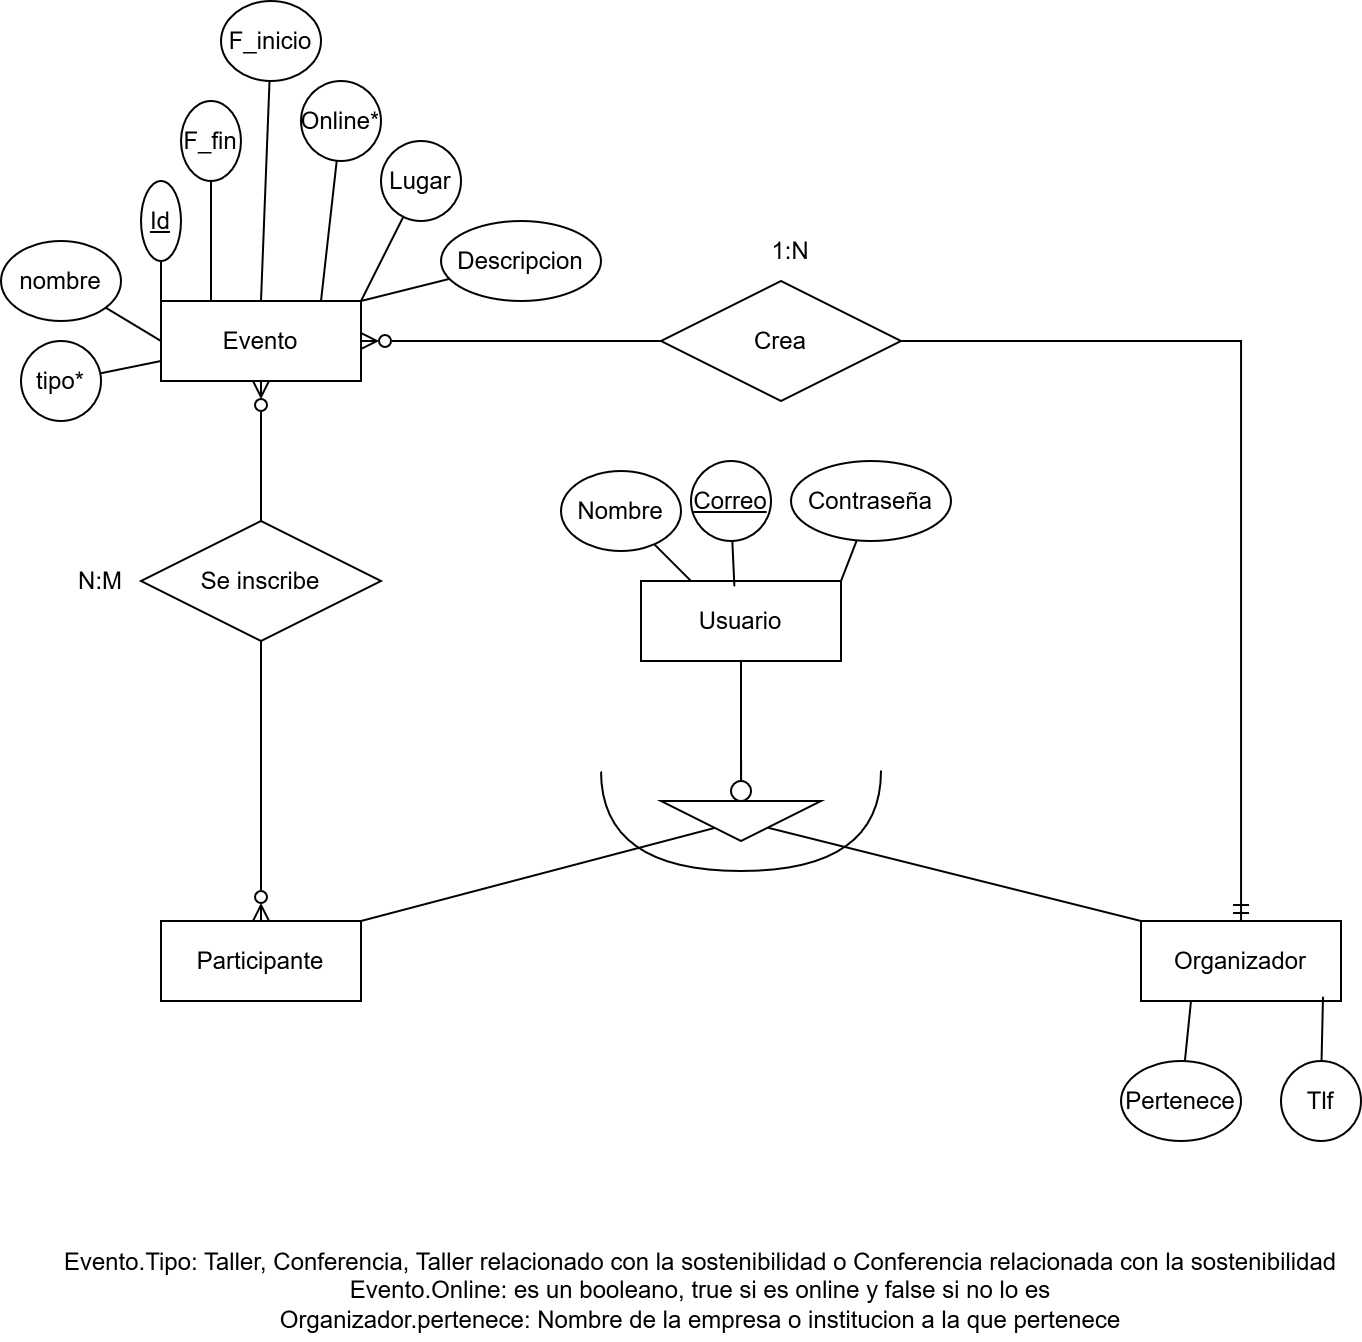 F_inicio
Online*
F_fin
Lugar
Id
Descripcion
nombre
1:N
Evento
Crea
tipo*
Nombre
Correo
Contraseña
N:M
Se inscribe
Usuario
Participante
Organizador
Pertenece
Tlf
Evento.Tipo: Taller, Conferencia, Taller relacionado con la sostenibilidad o Conferencia relacionada con la sostenibilidad
Evento.Online: es un booleano, true si es online y false si no lo es
Organizador.pertenece: Nombre de la empresa o institucion a la que pertenece